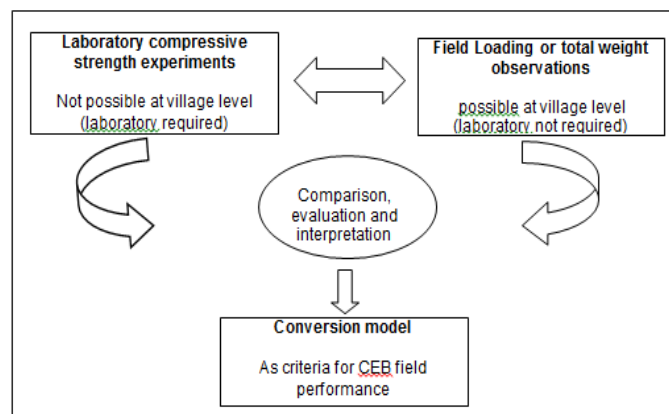 Laboratory compressive
strength experiments
Not possible at village level
(laboratory required)
Field Loading or total weight
observations
possible at village level
(laboratory not required)
Comparison,
evaluation and
interpretation
Conversion model
As criteria for CEB field
performance